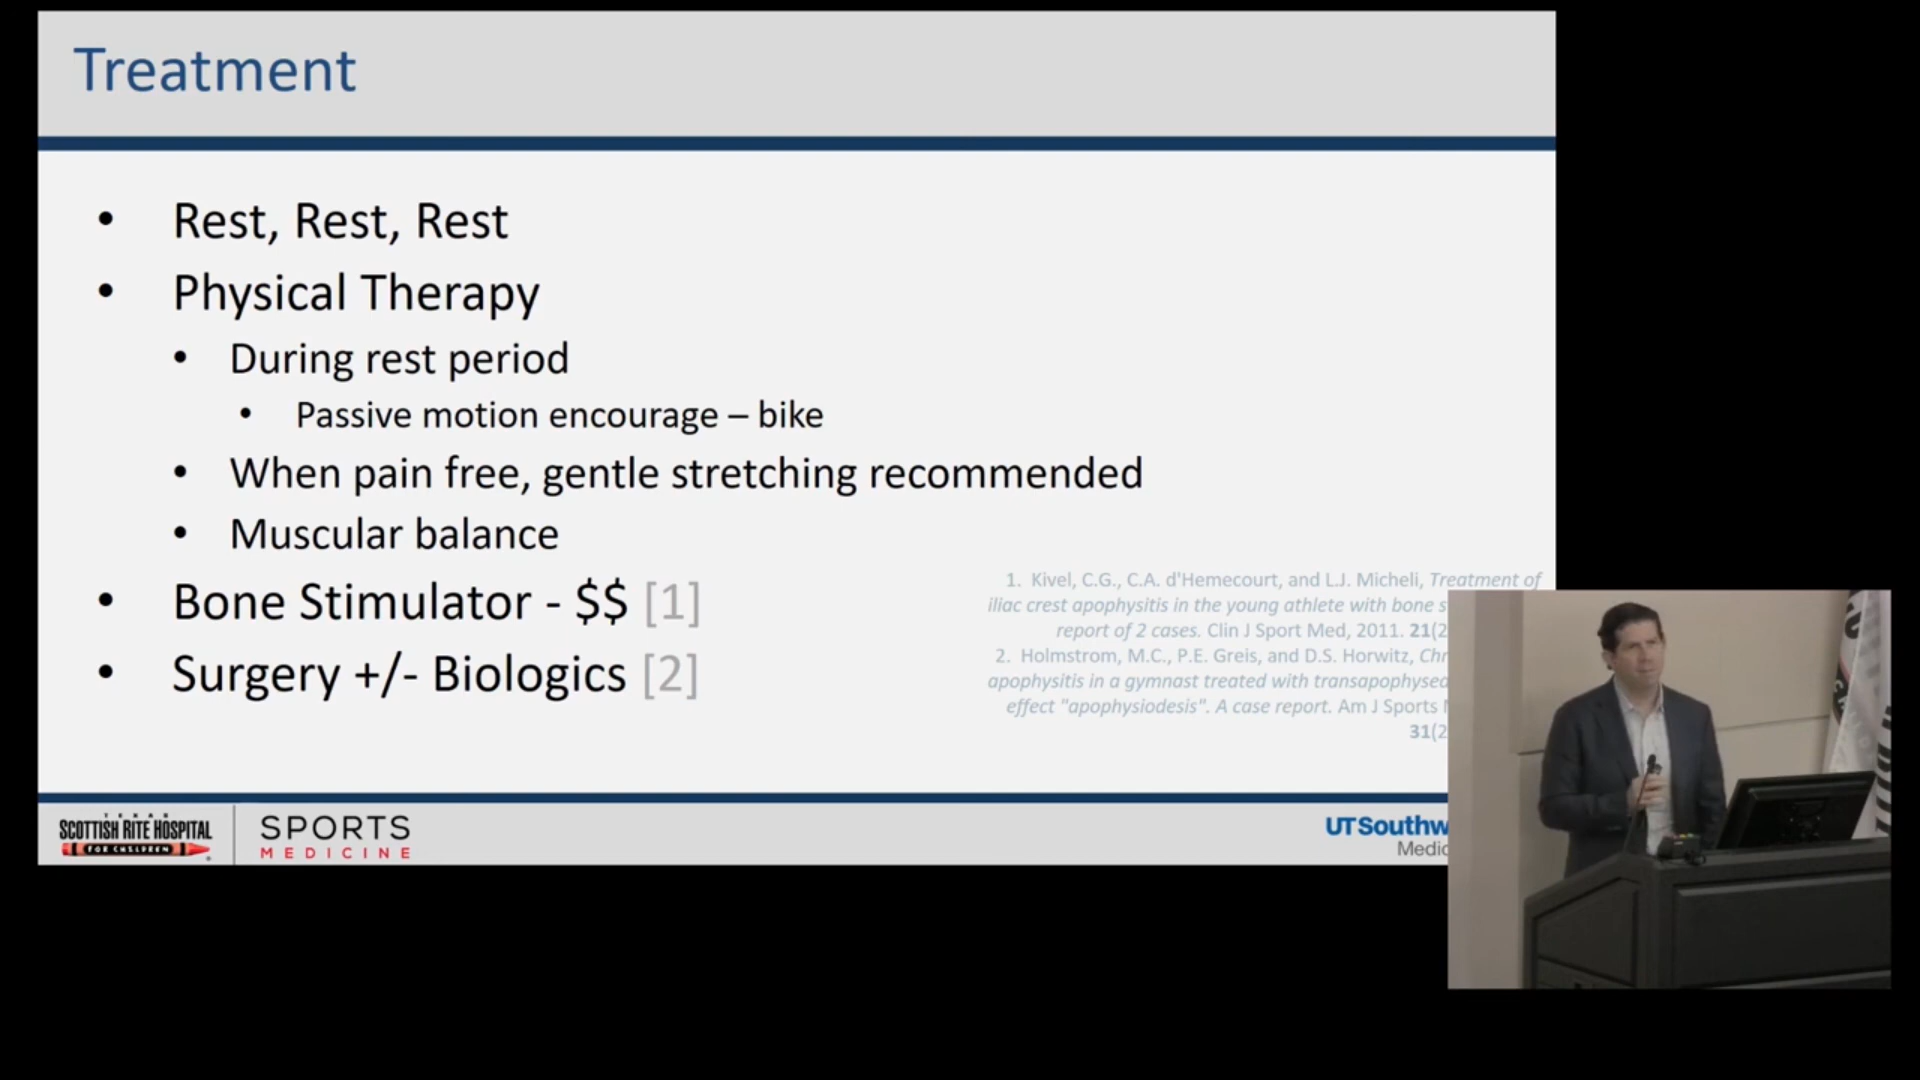 Treatment
• Rest, Rest, Rest
• Physical Therapy
• During rest period
• Passive motion encourage – bike
• When pain free, gentle stretching recommended
• Muscular balance
• Bone Stimulator - $$ [1]
• Surgery +/- Biologics [2]
1. Kivel, C.G., C.A. d'Hemecourt, and L.J. Micheli, Treatment of
iliac crest apophysitis in the young athlete with bone s
report of 2 cases. Clin J Sport Med, 2011. 21(2
2. Holmstrom, M.C., P.E. Greis, and D.S. Horwitz, Chr
apophysitis in a gymnast treated with transapophysea
effect "apophysiodesis". A case report. Am J Sports
31(2
TEXAS
SCOTTISH RITE HOSPITAL
FOR CHILDREN
SPORTS
MEDICINE
UTSouthw
Medic